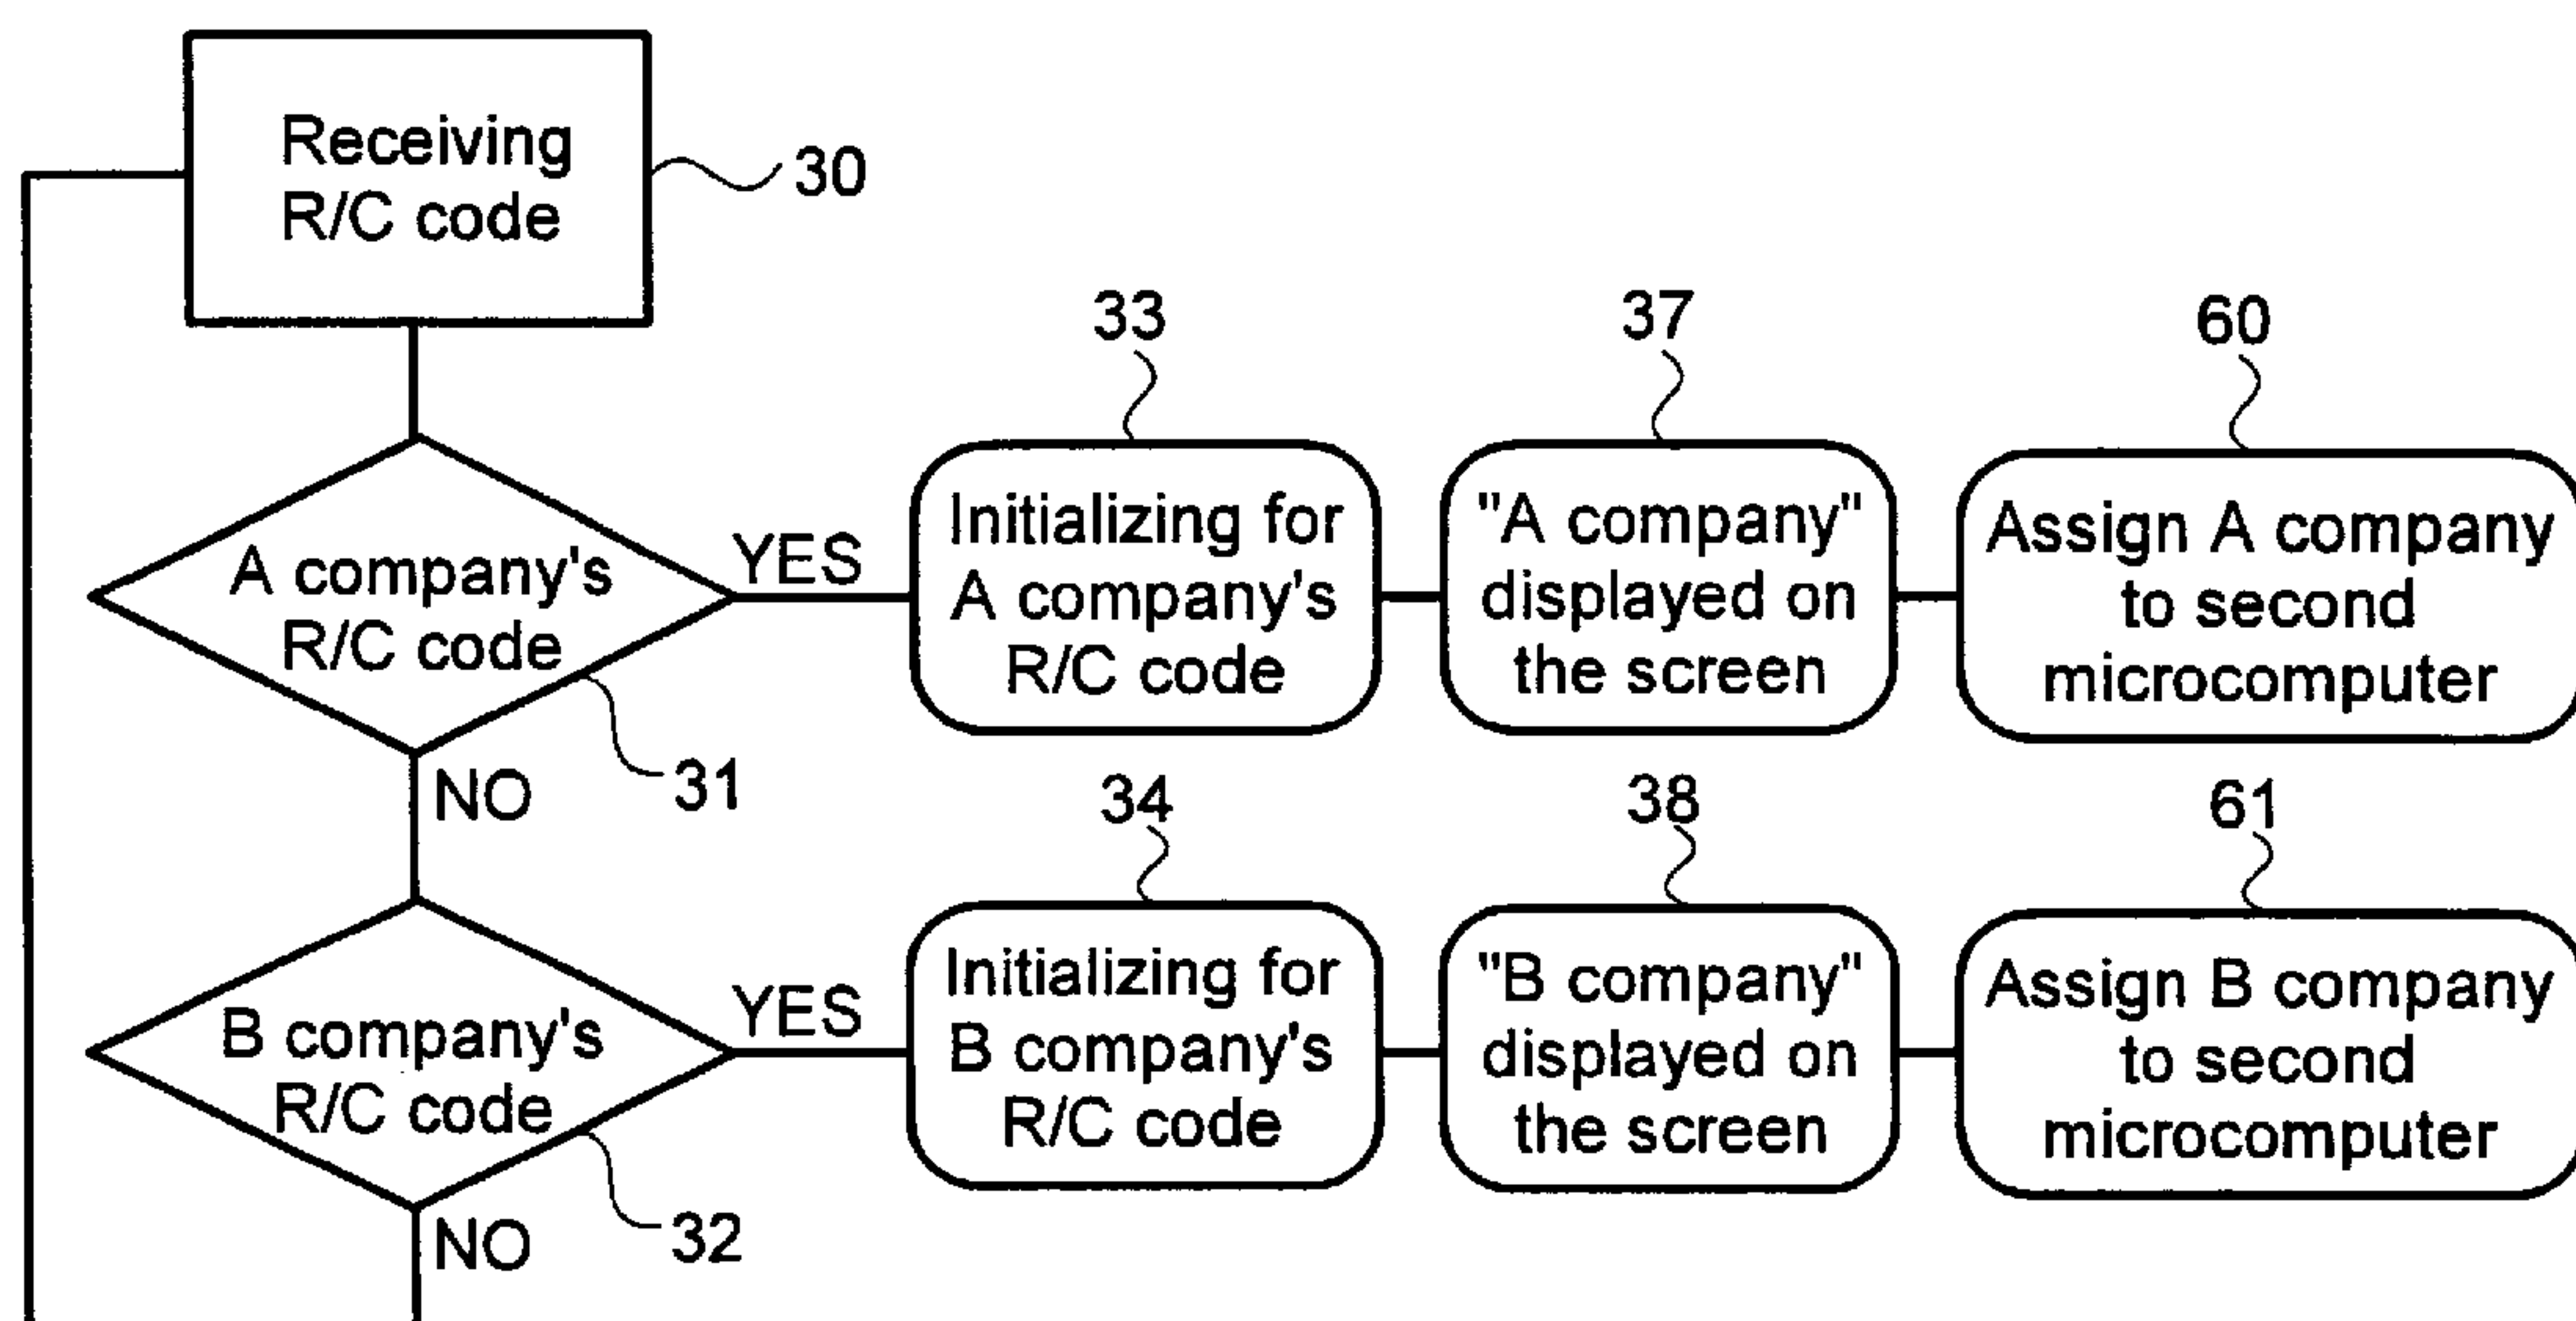 Receiving
R/C code
30
33
37
60
A company's
R/C code
YES
Initializing for
A company's
R/C code
"A company"
displayed on
the screen
Assign A company
to second
microcomputer
31
NO
34
38
61
B company's
R/C code
YES
Initializing for
B company's
R/C code
"B company"
displayed on
the screen
Assign B company
to second
microcomputer
32
NO